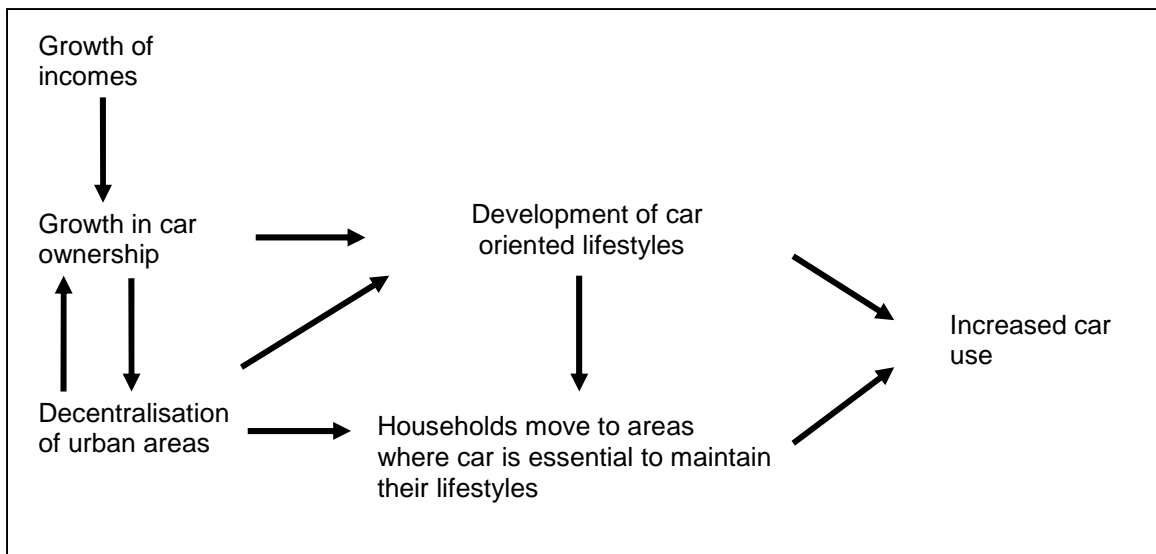 Growth of
incomes
Growth in car
ownership
Development of car
oriented lifestyles
Increased car
use
Decentralisation
of urban areas
Households move to areas
where car is essential to maintain
their lifestyles